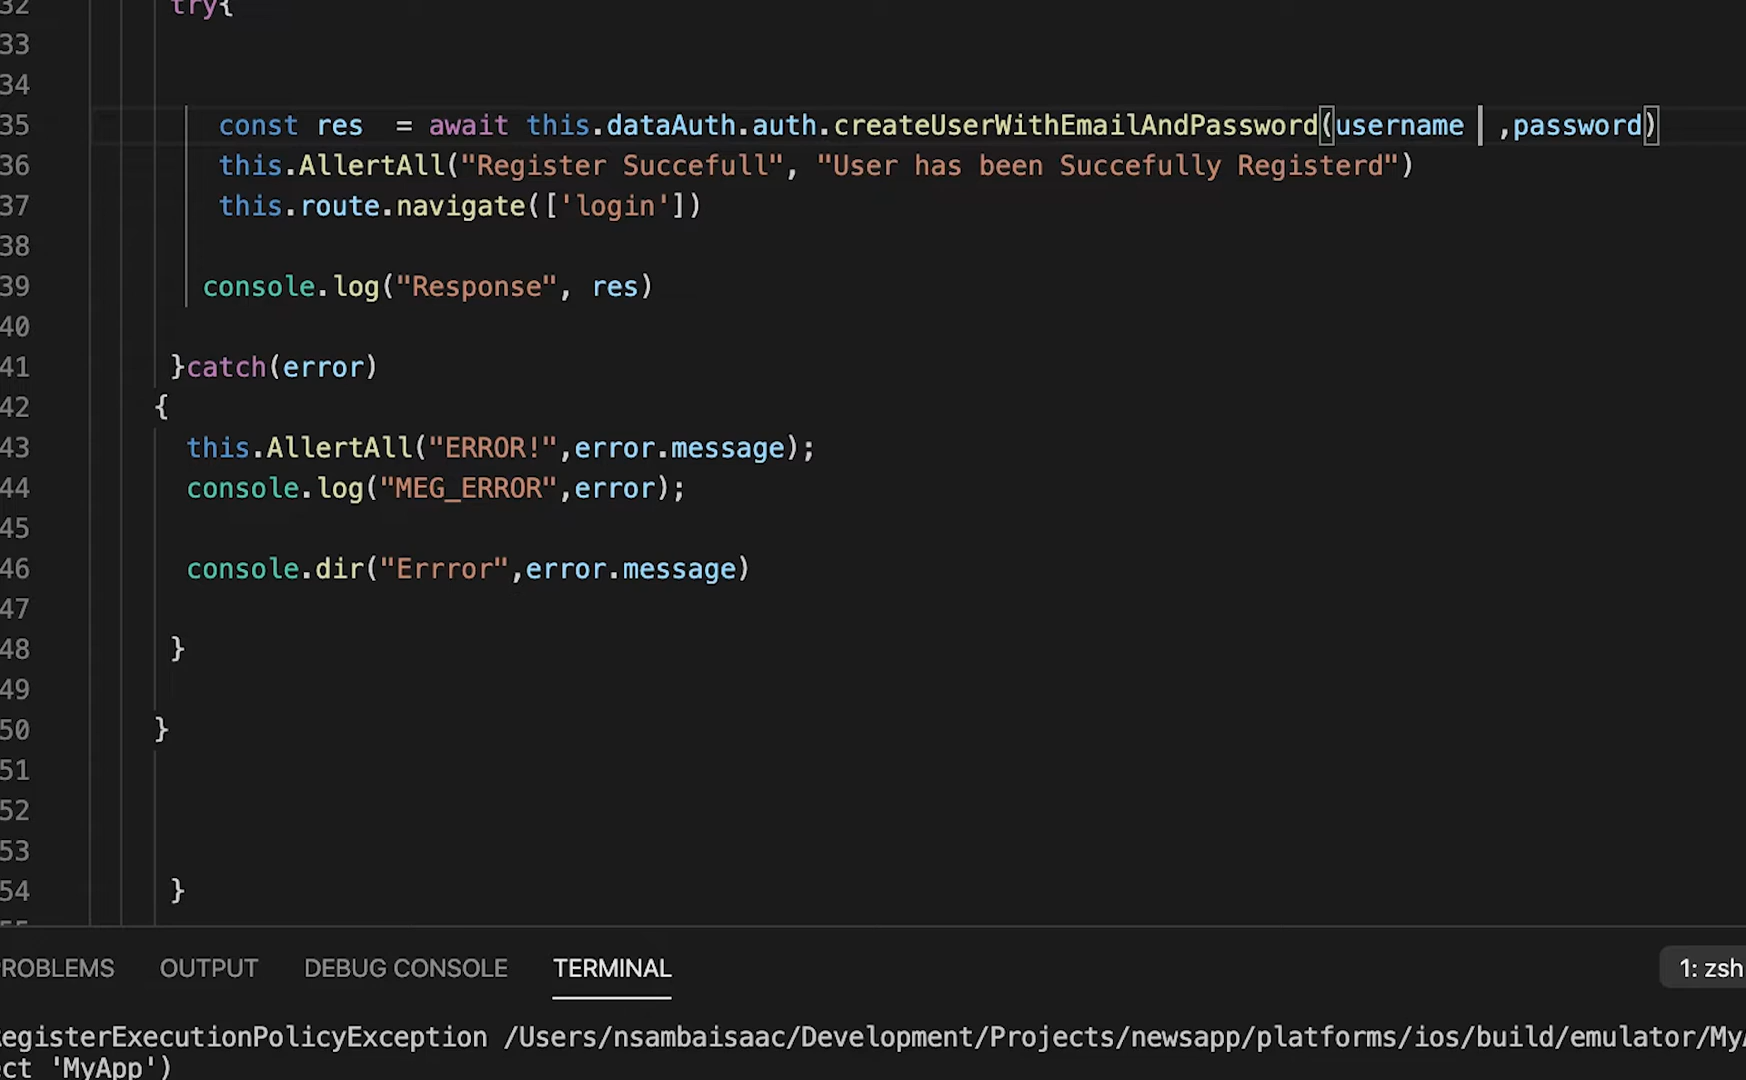 32 try{
33
34
35 const res = await this.dataAuth.auth.createUserWithEmailAndPassword(username ,password)
36 this.AllertAll("Register Succefull", "User has been Succefully Registerd")
37 this.route.navigate(['login'])
38
39 console.log("Response", res)
40
41 }catch(error)
42 {
43 this.AllertAll("ERROR!",error.message);
44 console.log("MEG_ERROR",error);
45
46 console.dir("Errror",error.message)
47
48 }
49
50 }
51
52
53
54 }
55
ROBLEMS OUTPUT DEBUG CONSOLE TERMINAL 1: zsh
egisterExecutionPolicyException /Users/nsambaisaac/Development/Projects/newsapp/platforms/ios/build/emulator/My
ect 'MyApp')